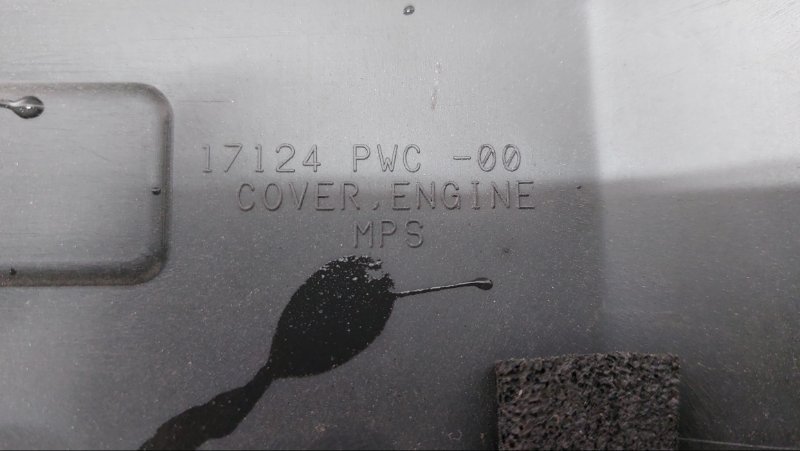 17124 PWC -00
COVER,ENGINE
MPS